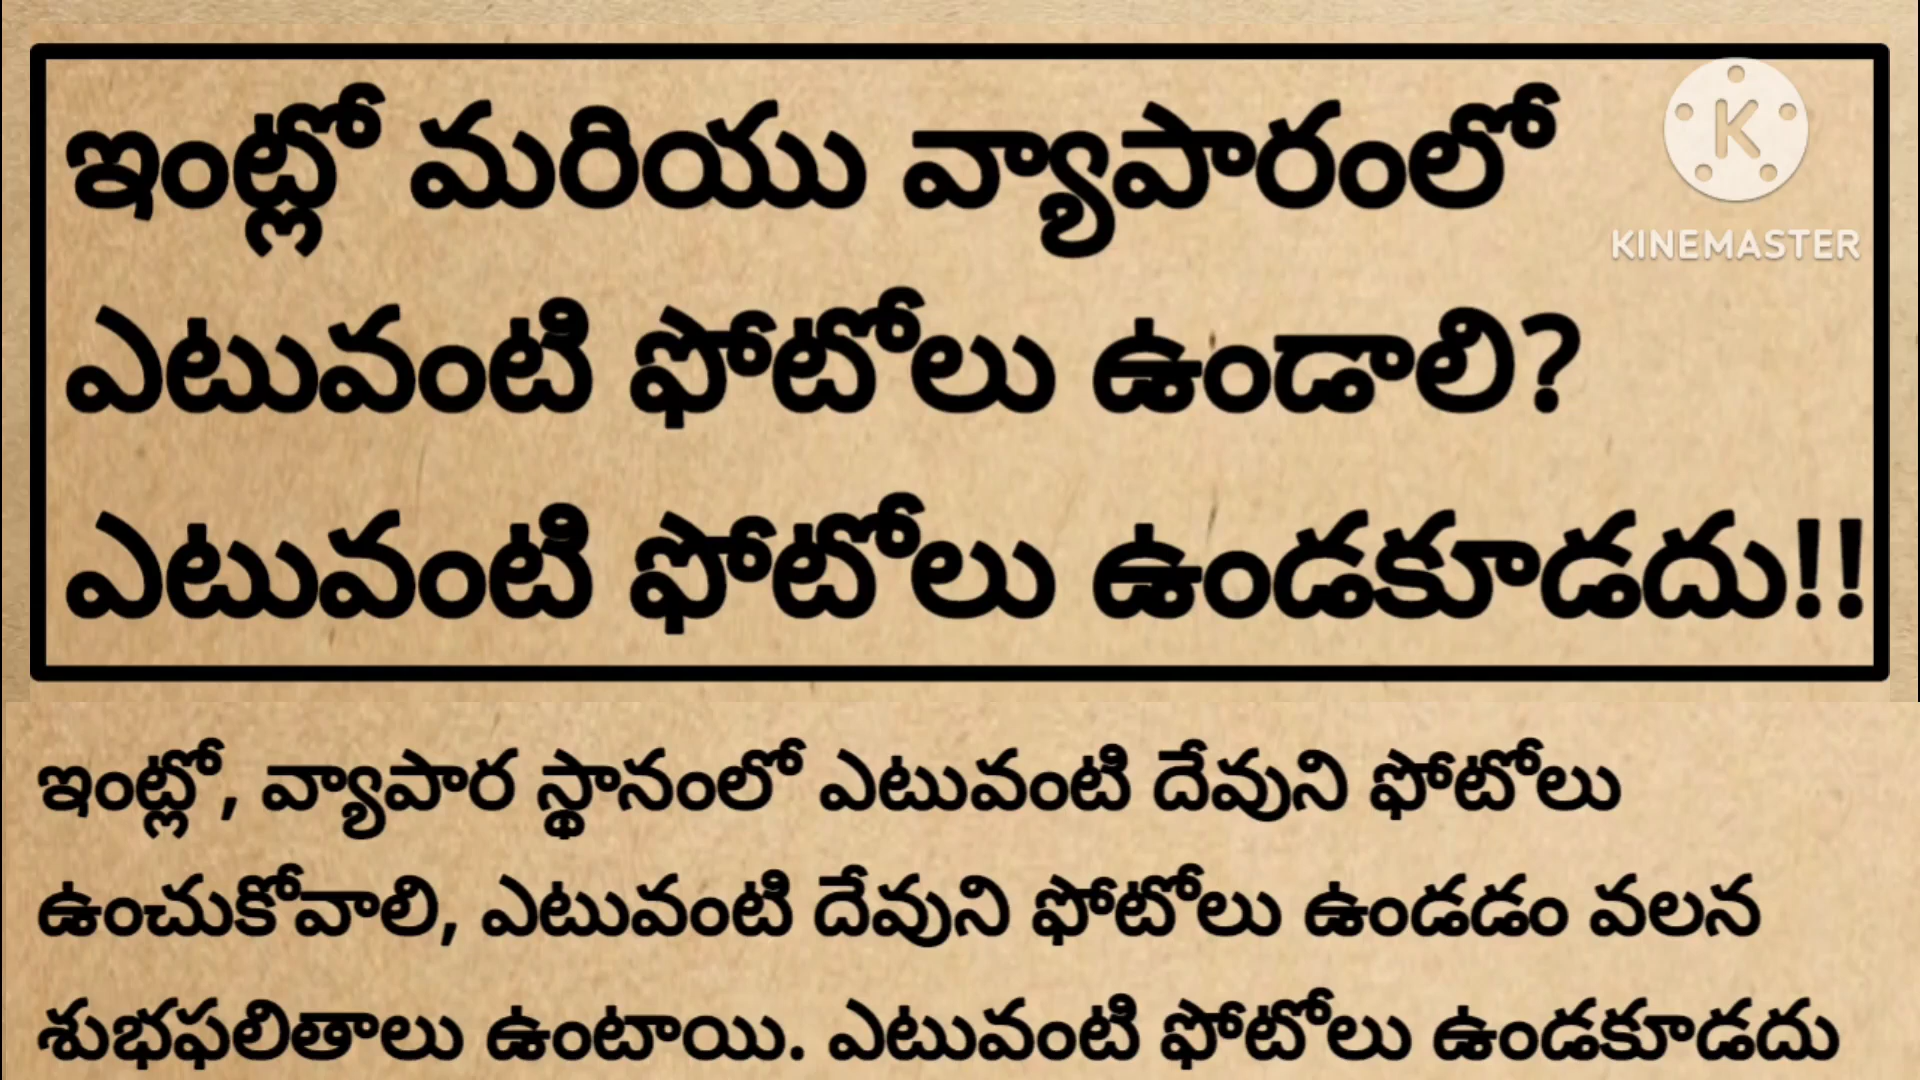 ఇంట్లో మరియు వ్యాపారంలో
KINEMASTER
ఎటువంటి ఫోటోలు ఉండాలి?
ఎటువంటి ఫోటోలు ఉండకూడదు!!
ఇంట్లో, వ్యాపార స్థానంలో ఎటువంటి దేవుని ఫోటోలు
ఉంచుకోవాలి, ఎటువంటి దేవుని ఫోటోలు ఉండడం వలన
శుభఫలితాలు ఉంటాయి. ఎటువంటి ఫోటోలు ఉండకూడదు